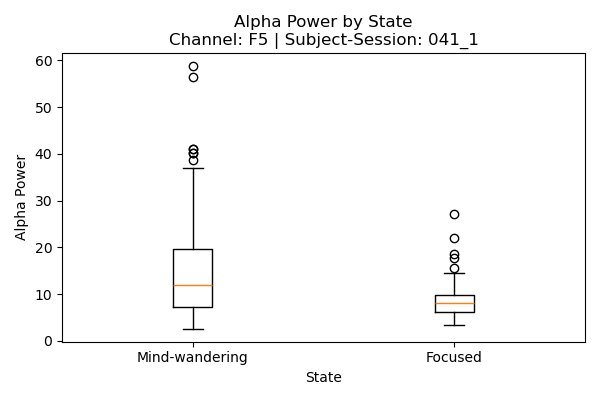 Alpha Power by State
Channel: F5 | Subject-Session: 041_1
Alpha Power
60
50
40
30
20
10
0
Mind-wandering
Focused
State